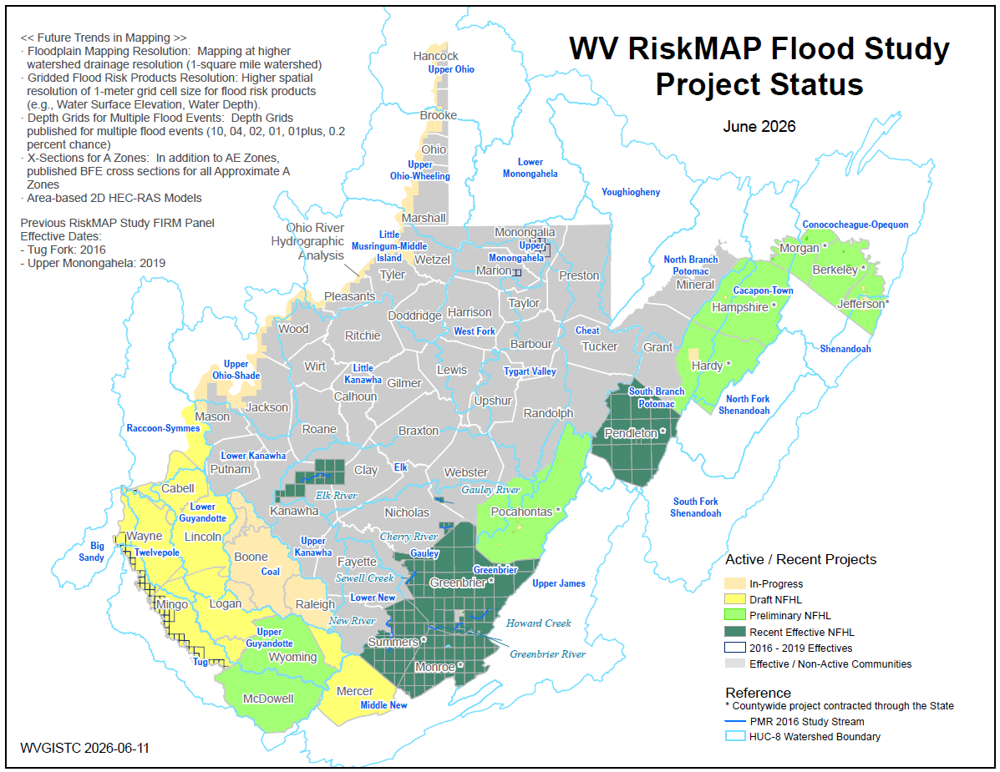 << Future Trends in Mapping >>
· Floodplain Mapping Resolution: Mapping at higher
watershed drainage resolution (1-square mile watershed)
· Gridded Flood Risk Products Resolution: Higher spatial
resolution of 1-meter grid cell size for flood risk products
(e.g., Water Surface Elevation, Water Depth).
· Depth Grids for Multiple Flood Events: Depth Grids
published for multiple flood events (10, 04, 02, 01, 01plus, 0.2
percent chance)
· X-Sections for A Zones: In addition to AE Zones,
published BFE cross sections for all Approximate A
Zones
· Area-based 2D HEC-RAS Models
Previous RiskMAP Study FIRM Panel
Effective Dates:
- Tug Fork: 2016
- Upper Monongahela: 2019
WV RiskMAP Flood Study
Project Status
June 2026
Hancock
Upper Ohio
Brooke
Ohio
Upper
Ohio-Wheeling
Lower
Monongahela
Youghiogheny
Marshall
Ohio River
Hydrographic
Analysis
Little
Musringum-Middle
Island
Wetzel
Tyler
Monongalia
Upper
Monongahela
Marion
Preston
North Branch
Potomac
Mineral
Conococheague-Opequon
Morgan *
Berkeley *
Jefferson*
Cacapon-Town
Hampshire *
Shenandoah
Pleasants
Doddridge
Harrison
Taylor
Wood
Ritchie
West Fork
Barbour
Cheat
Tucker
Grant
Hardy *
Wirt
Little
Kanawha
Gilmer
Lewis
Tygart Valley
Upper
Ohio-Shade
Calhoun
Upshur
Randolph
South Branch
Potomac
North Fork
Shenandoah
Mason
Jackson
Raccoon-Symmes
Roane
Braxton
Pendleton *
Lower Kanawha
Putnam
Clay
Elk
Webster
Cabell
Elk River
Gauley River
South Fork
Shenandoah
Lower
Guyandotte
Kanawha
Nicholas
Pocahontas *
Wayne
Lincoln
Cherry River
Big
Sandy
Twelvepole
Upper
Kanawha
Gauley
Boone
Coal
Fayette
Greenbrier
Sewell Creek
Greenbrier *
Upper James
Mingo
Logan
Raleigh
Lower New
New River
Howard Creek
Upper
Guyandotte
Summers *
Greenbrier River
Tug
Wyoming
Monroe *
McDowell
Mercer
Middle New
Active / Recent Projects
In-Progress
Draft NFHL
Preliminary NFHL
Recent Effective NFHL
2016 - 2019 Effectives
Effective / Non-Active Communities
Reference
* Countywide project contracted through the State
PMR 2016 Study Stream
HUC-8 Watershed Boundary
WVGISTC 2026-06-11